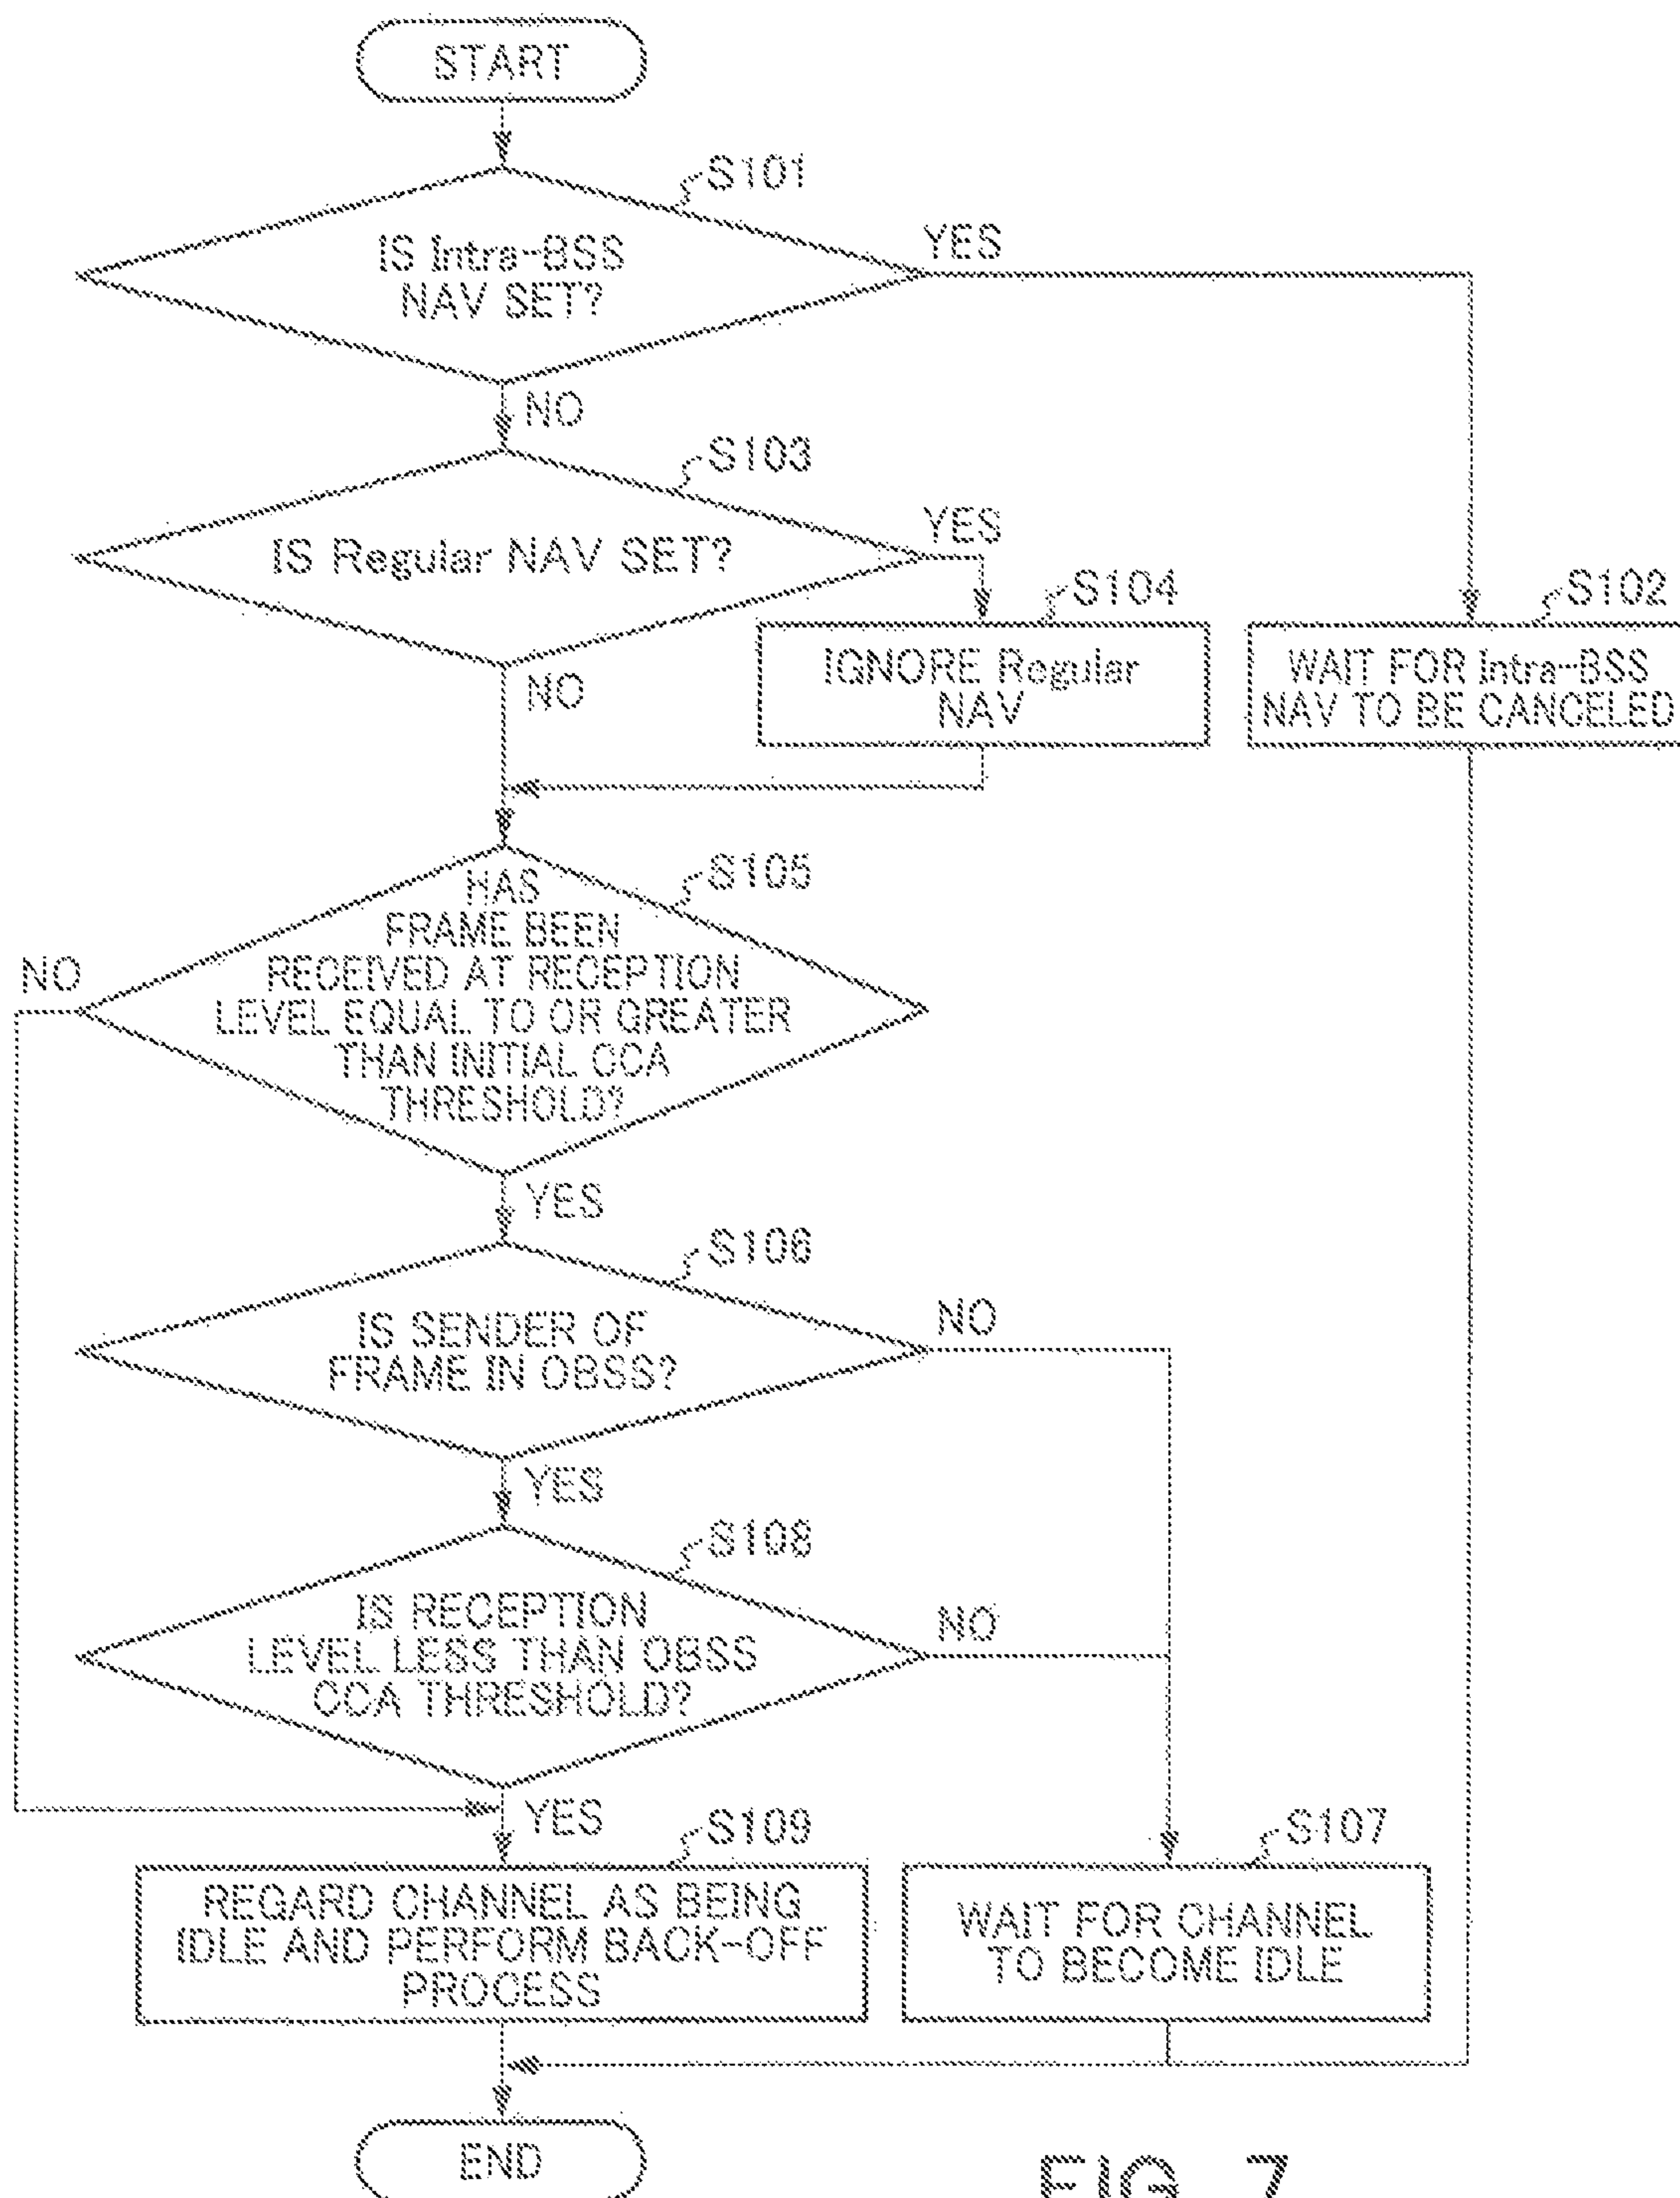 START
S101
IS Intra-BSS
NAV SET?
YES
NO
S103
IS Regular NAV SET?
YES
NO
S104
IGNORE Regular
NAV
S102
WAIT FOR Intra-BSS
NAV TO BE CANCELED
S105
HAS
FRAME BEEN
RECEIVED AT RECEPTION
LEVEL EQUAL TO OR GREATER
THAN INITIAL CCA
THRESHOLD?
NO
YES
S106
IS SENDER OF
FRAME IN OBSS?
NO
YES
S108
IS RECEPTION
LEVEL LESS THAN OBSS
CCA THRESHOLD?
NO
YES
S109
REGARD CHANNEL AS BEING
IDLE AND PERFORM BACK-OFF
PROCESS
S107
WAIT FOR CHANNEL
TO BECOME IDLE
END
FIG. 7